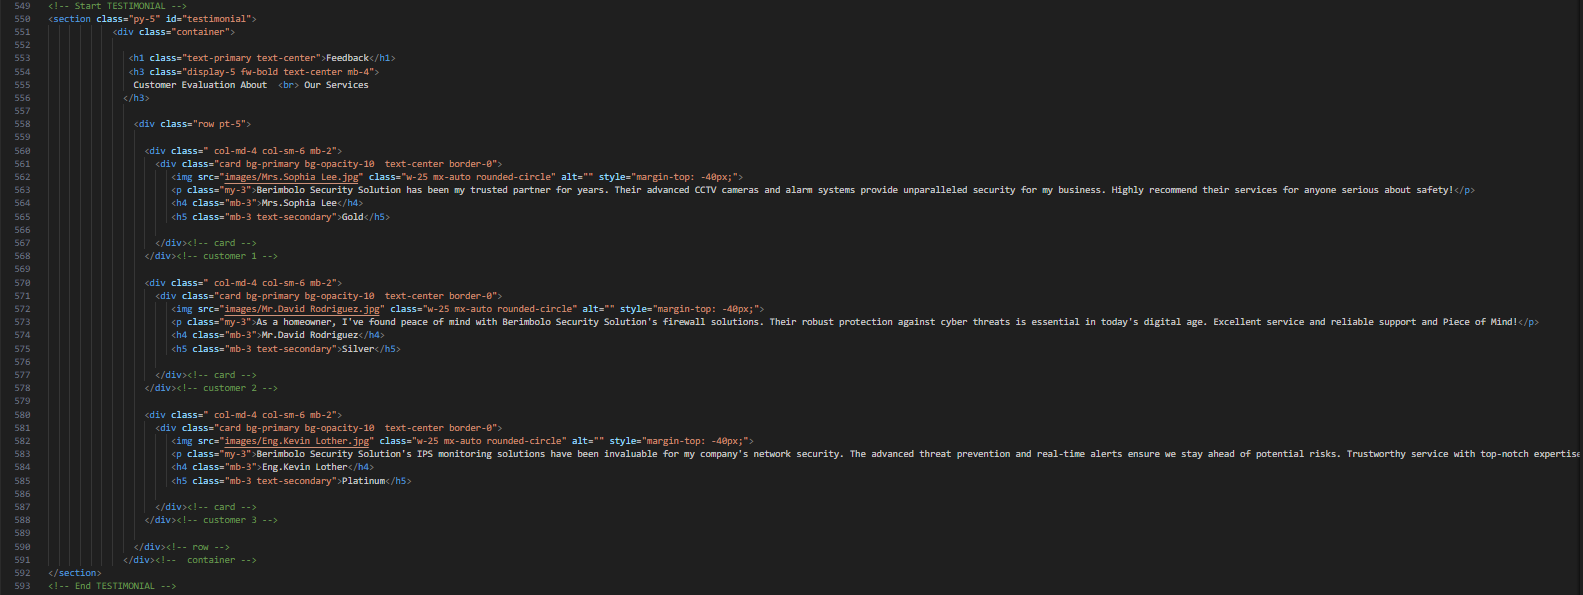 549 <!-- Start TESTIMONIAL -->
550 <section class="py-5" id="testimonial">
551 <div class="container">
552
553 <h1 class="text-primary text-center">Feedback</h1>
554 <h3 class="display-5 fw-bold text-center mb-4">
555 Customer Evaluation About  <br> Our Services
556 </h3>
557
558 <div class="row pt-5">
559
560 <div class=" col-md-4 col-sm-6 mb-2">
561 <div class="card bg-primary bg-opacity-10  text-center border-0">
562 <img src="images/Mrs.Sophia Lee.jpg" class="w-25 mx-auto rounded-circle" alt="" style="margin-top: -40px;">
563 <p class="my-3">Berimbolo Security Solution has been my trusted partner for years. Their advanced CCTV cameras and alarm systems provide unparalleled security for my business. Highly recommend their services for anyone serious about safety!</p>
564 <h4 class="mb-3">Mrs.Sophia Lee</h4>
565 <h5 class="mb-3 text-secondary">Gold</h5>
566
567 </div><!-- card -->
568 </div><!-- customer 1 -->
569
570 <div class=" col-md-4 col-sm-6 mb-2">
571 <div class="card bg-primary bg-opacity-10  text-center border-0">
572 <img src="images/Mr.David Rodriguez.jpg" class="w-25 mx-auto rounded-circle" alt="" style="margin-top: -40px;">
573 <p class="my-3">As a homeowner, I've found peace of mind with Berimbolo Security Solution's firewall solutions. Their robust protection against cyber threats is essential in today's digital age. Excellent service and reliable support and Piece of Mind!</p>
574 <h4 class="mb-3">Mr.David Rodriguez</h4>
575 <h5 class="mb-3 text-secondary">Silver</h5>
576
577 </div><!-- card -->
578 </div><!-- customer 2 -->
579
580 <div class=" col-md-4 col-sm-6 mb-2">
581 <div class="card bg-primary bg-opacity-10  text-center border-0">
582 <img src="images/Eng.Kevin Lother.jpg" class="w-25 mx-auto rounded-circle" alt="" style="margin-top: -40px;">
583 <p class="my-3">Berimbolo Security Solution's IPS monitoring solutions have been invaluable for my company's network security. The advanced threat prevention and real-time alerts ensure we stay ahead of potential risks. Trustworthy service with top-notch expertise
584 <h4 class="mb-3">Eng.Kevin Lother</h4>
585 <h5 class="mb-3 text-secondary">Platinum</h5>
586
587 </div><!-- card -->
588 </div><!-- customer 3 -->
589
590 </div><!-- row -->
591 </div><!--  container -->
592 </section>
593 <!-- End TESTIMONIAL -->